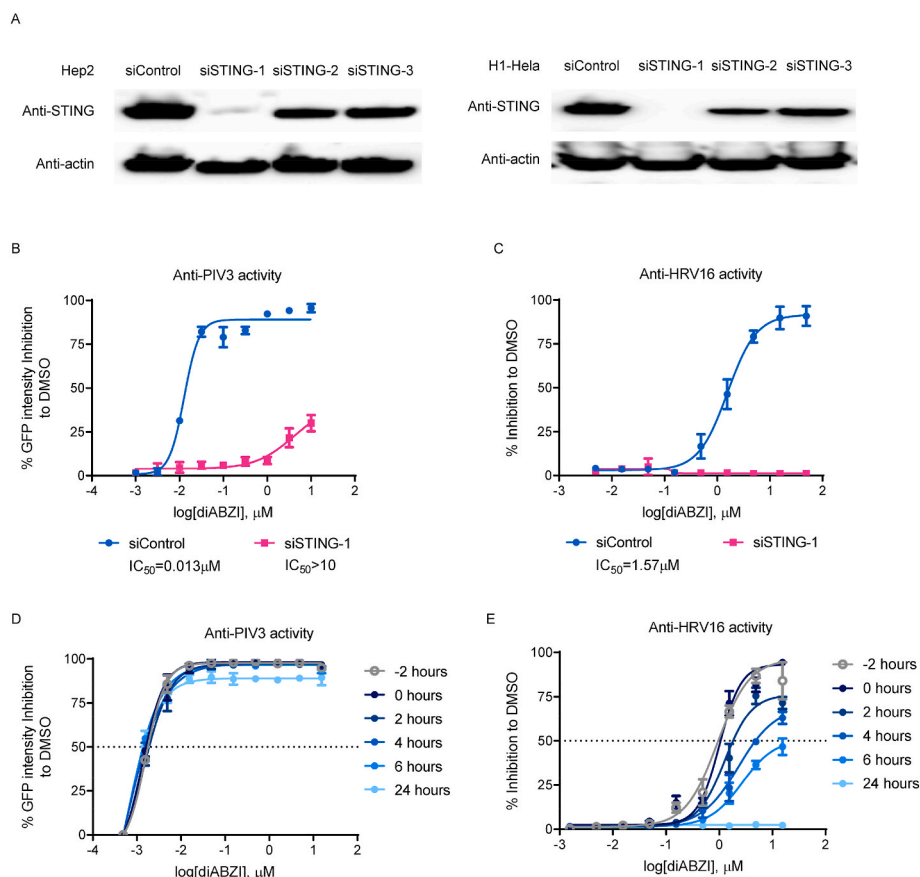 A
Hep2 siControl siSTING-1 siSTING-2 siSTING-3
Anti-STING
Anti-actin
H1-Hela siControl siSTING-1 siSTING-2 siSTING-3
Anti-STING
Anti-actin
B
Anti-PIV3 activity
% GFP intensity Inhibition
to DMSO
100
75
50
25
0
-4 -3 -2 -1 0 1 2
log[diABZI], μM
siControl siSTING-1
IC50=0.013μM IC50>10
C
Anti-HRV16 activity
% Inhibition to DMSO
100
75
50
25
0
-3 -2 -1 0 1 2
log[diABZI], μM
siControl siSTING-1
IC50=1.57μM
D
Anti-PIV3 activity
% GFP intensity Inhibition
to DMSO
100
75
50
25
0
-4 -3 -2 -1 0 1 2
log[diABZI], μM
-2 hours
0 hours
2 hours
4 hours
6 hours
24 hours
E
Anti-HRV16 activity
% Inhibition to DMSO
100
75
50
25
0
-3 -2 -1 0 1 2
log[diABZI], μM
-2 hours
0 hours
2 hours
4 hours
6 hours
24 hours